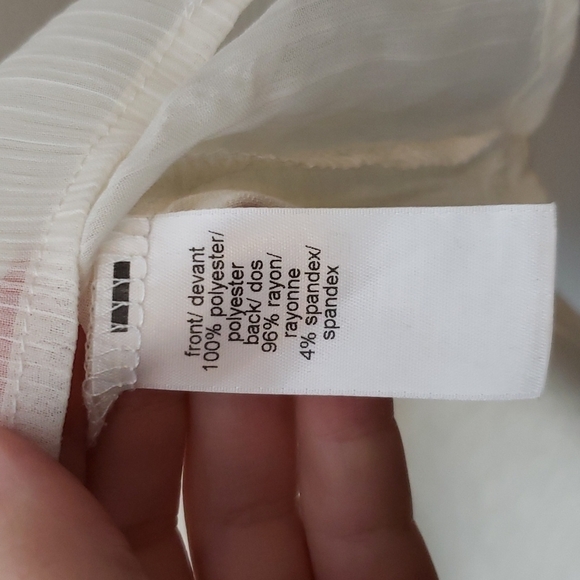 front/ devant
100% polyester/
polyester
back/ dos
96% rayon/
rayonne
4% spandex/
spandex